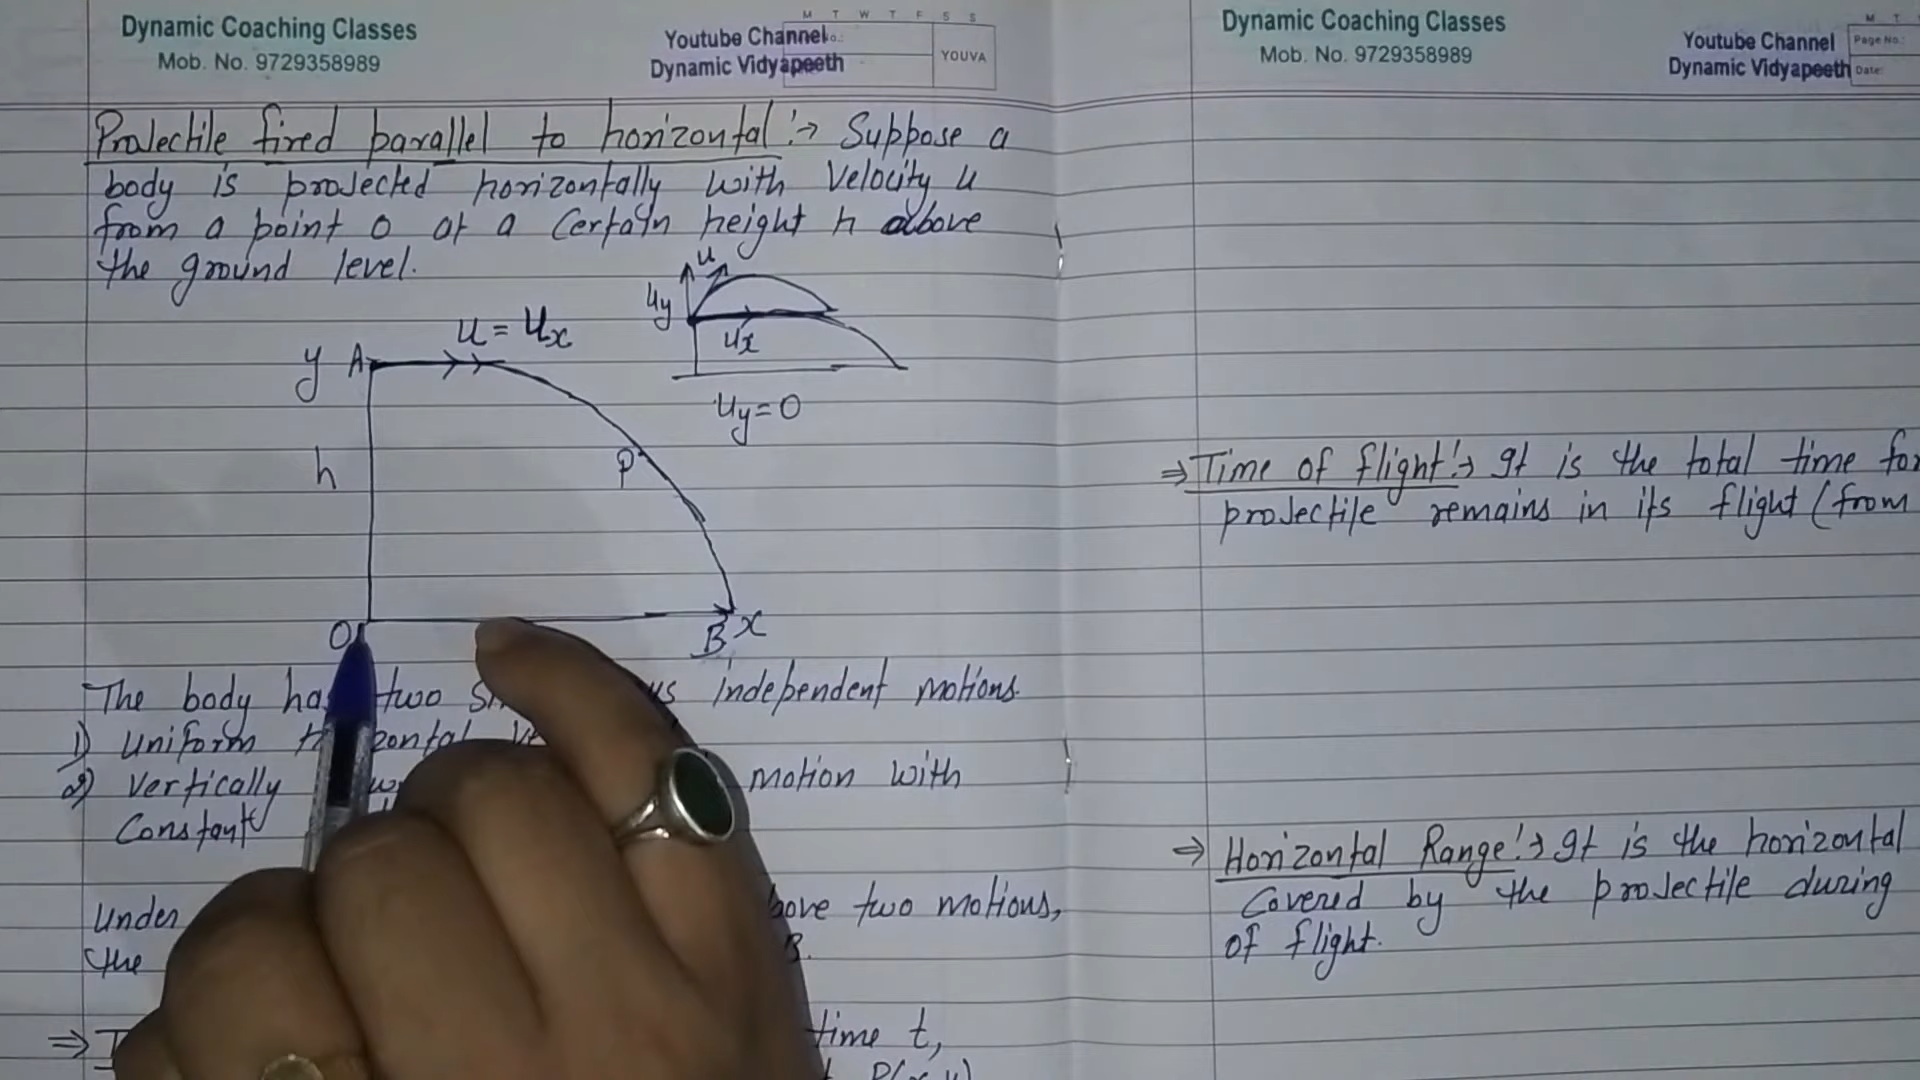 Dynamic Coaching Classes
Mob. No. 9729358989
Youtube Channel
Dynamic Vidyapeeth
M T W T F S S
YOUVA
Projectile fired parallel to horizontal :→ Suppose a
body is projected horizontally with velocity u
from a point O at a certain height h above
the ground level.
u
uy
ux
uy=0
u = ux
y A
h
P
O
B x
The body has two independent motions.
1) Uniform
2) Vertically motion with
Constant
Under above two motions,
the B.
⇒ time t,
P(x,y)
Dynamic Coaching Classes
Mob. No. 9729358989
Youtube Channel
Dynamic Vidyapeeth
M T
Page No.:
Date:
⇒ Time of flight :→ It is the total time for
projectile remains in its flight (from
⇒ Horizontal Range :→ It is the horizontal
Covered by the projectile during
of flight.